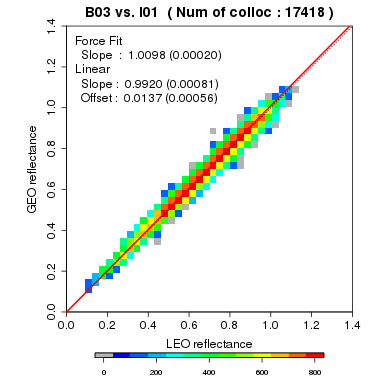 B03 vs. I01 ( Num of colloc : 17418 )
Force Fit
Slope : 1.0098 (0.00020)
Linear
Slope : 0.9920 (0.00081)
Offset : 0.0137 (0.00056)
GEO reflectance
1.4
1.2
1.0
0.8
0.6
0.4
0.2
0.0
0.0 0.2 0.4 0.6 0.8 1.0 1.2 1.4
LEO reflectance
0 200 400 600 800